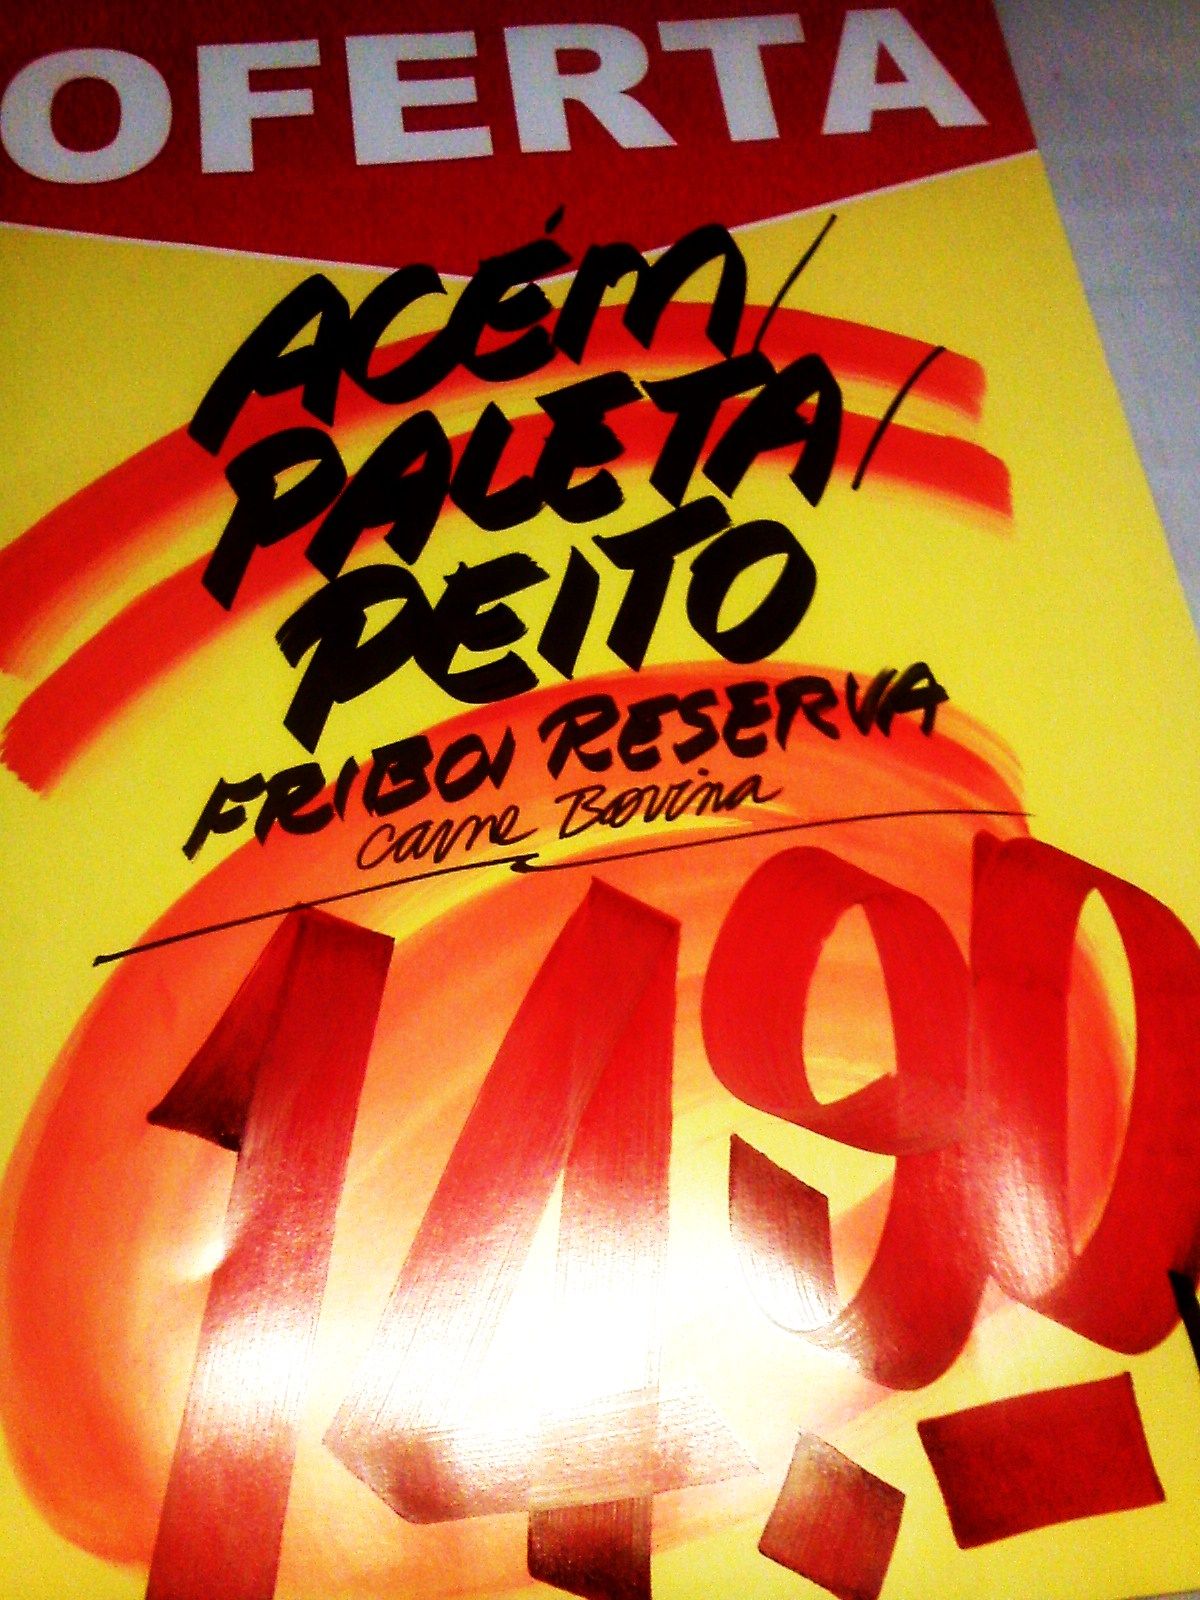 OFERTA
ACÉM/
PALETA/
PEITO
FRIBOI RESERVA
Carne Bovina
14,90